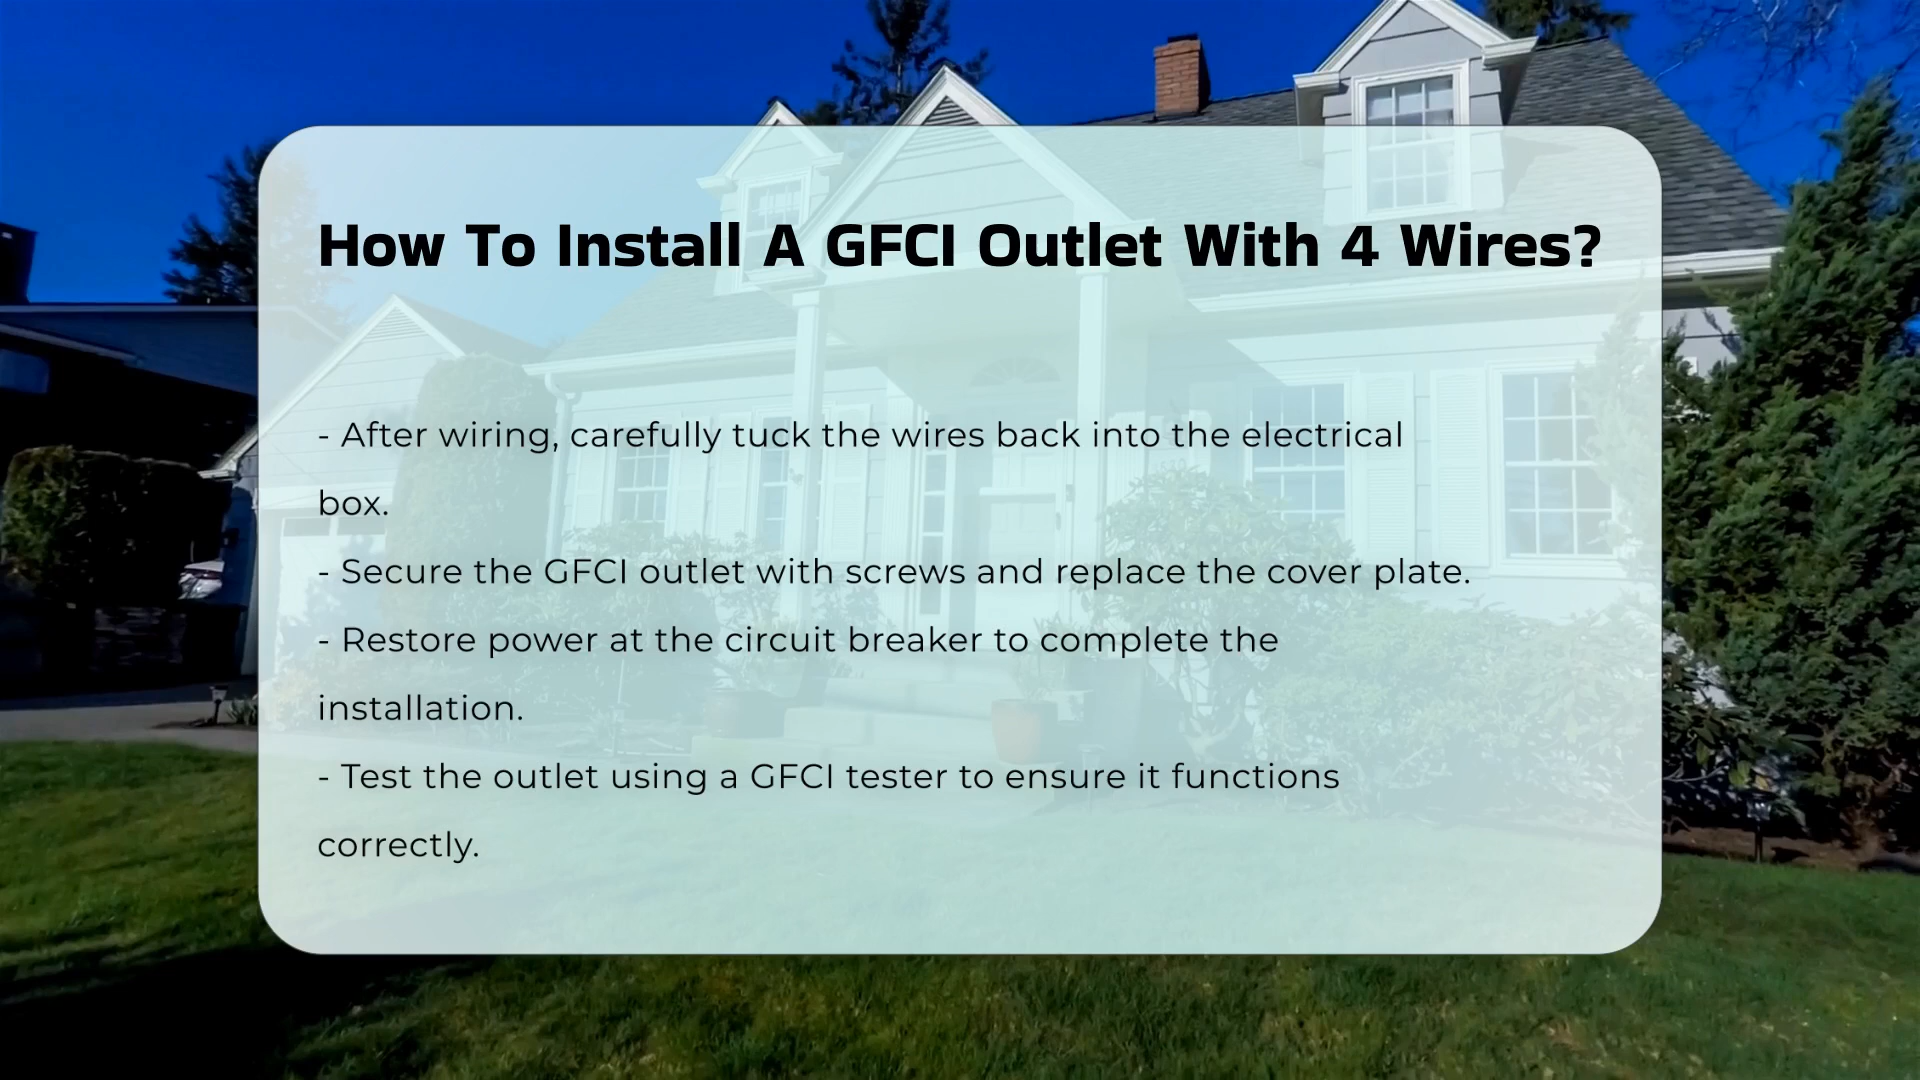 How To Install A GFCI Outlet With 4 Wires?
- After wiring, carefully tuck the wires back into the electrical
box.
- Secure the GFCI outlet with screws and replace the cover plate.
- Restore power at the circuit breaker to complete the
installation.
- Test the outlet using a GFCI tester to ensure it functions
correctly.